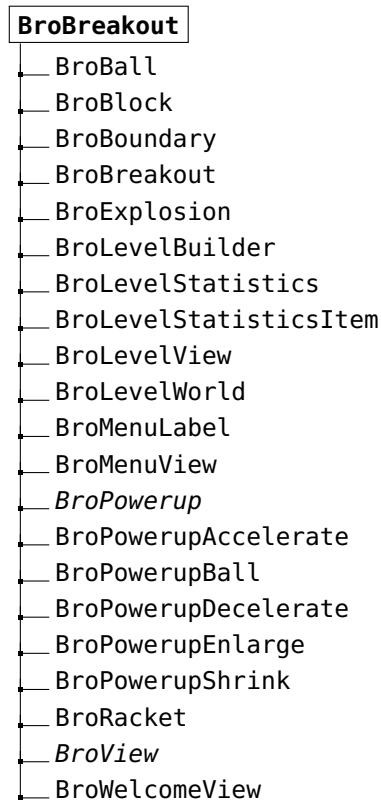 BroBreakout
BroBall
BroBlock
BroBoundary
BroBreakout
BroExplosion
BroLevelBuilder
BroLevelStatistics
BroLevelStatisticsItem
BroLevelView
BroLevelWorld
BroMenuLabel
BroMenuView
BroPowerup
BroPowerupAccelerate
BroPowerupBall
BroPowerupDecelerate
BroPowerupEnlarge
BroPowerupShrink
BroRacket
BroView
BroWelcomeView